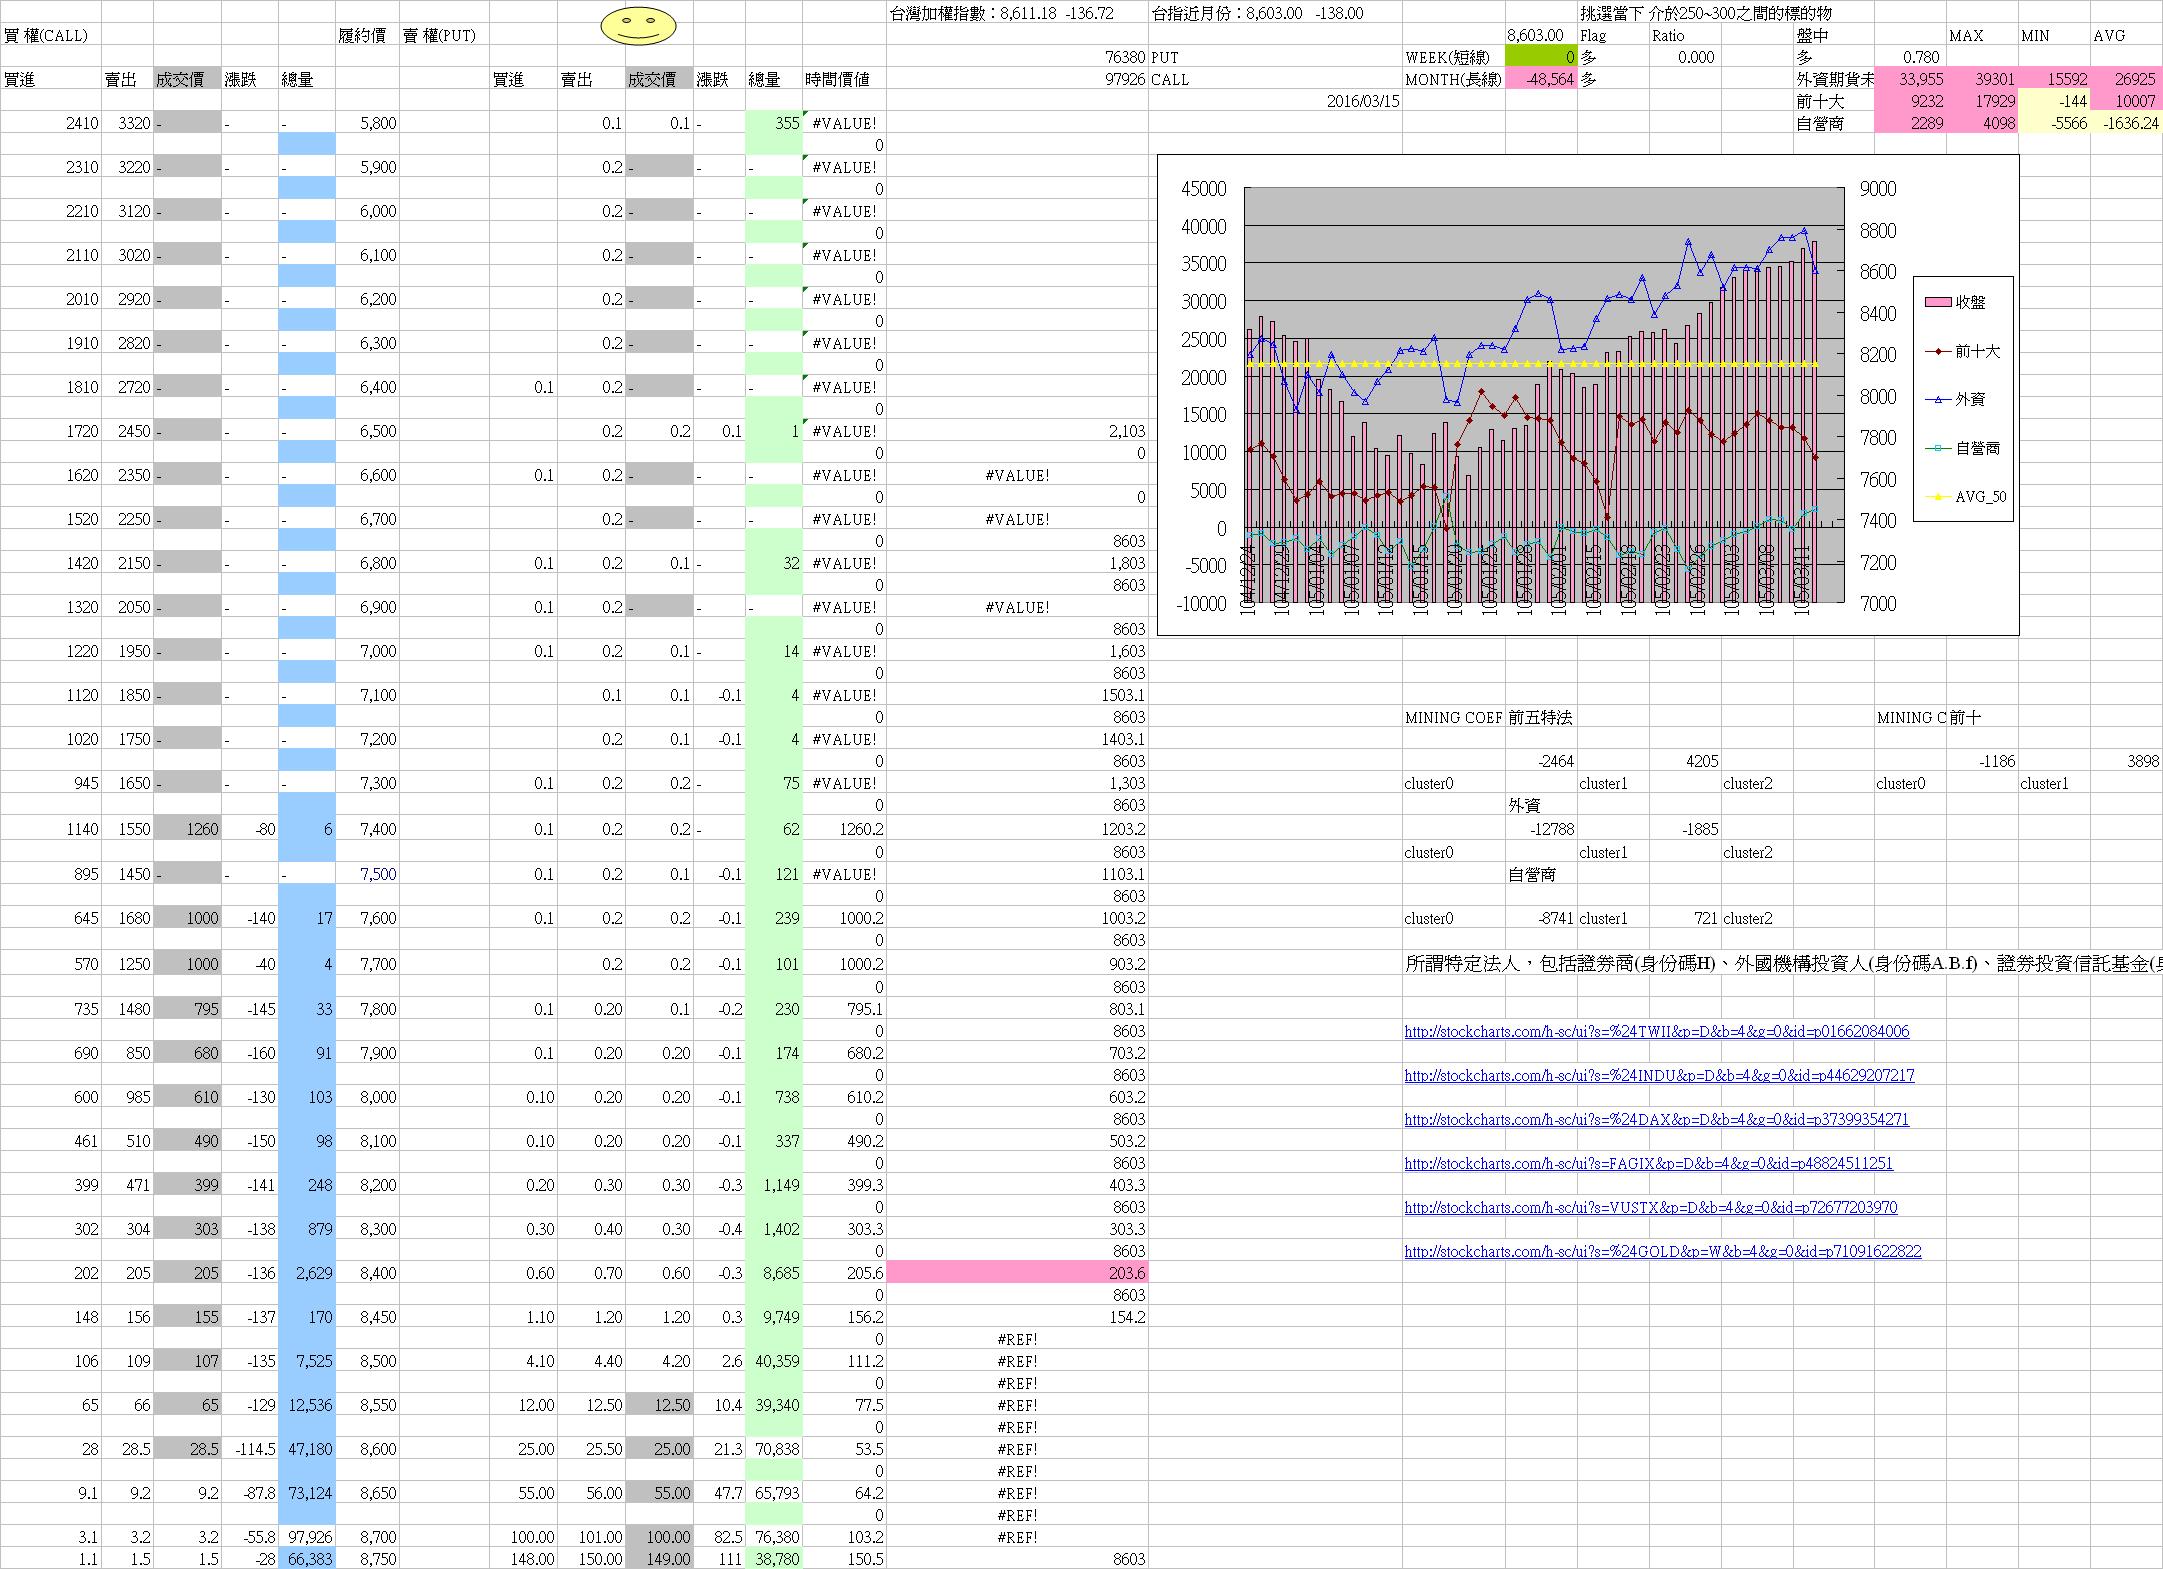 台灣加權指數：8,611.18 -136.72 台指近月份：8,603.00 -138.00 挑選當下 介於250~300之間的標的物
買 權(CALL) 履約價 賣 權(PUT) 8,603.00 Flag Ratio 盤中 MAX MIN AVG
76380 PUT WEEK(短線) 0 多 0.000 多 0.780
買進 賣出 成交價 漲跌 總量 買進 賣出 成交價 漲跌 總量 時間價值 97926 CALL MONTH(長線) -48,564 多 外資期貨未 33,955 39301 15592 26925
2016/03/15 前十大 9232 17929 -144 10007
2410 3320 - - - 5,800 0.1 0.1 - 355 #VALUE! 自營商 2289 4098 -5566 -1636.24
0
2310 3220 - - - 5,900 0.2 - - - #VALUE!
0
2210 3120 - - - 6,000 0.2 - - - #VALUE!
0
2110 3020 - - - 6,100 0.2 - - - #VALUE!
0
2010 2920 - - - 6,200 0.2 - - - #VALUE!
0
1910 2820 - - - 6,300 0.2 - - - #VALUE!
0
1810 2720 - - - 6,400 0.1 0.2 - - - #VALUE!
0
1720 2450 - - - 6,500 0.2 0.2 0.1 1 #VALUE! 2,103
0 0
1620 2350 - - - 6,600 0.1 0.2 - - - #VALUE! #VALUE!
0 0
1520 2250 - - - 6,700 0.2 - - - #VALUE! #VALUE!
0 8603
1420 2150 - - - 6,800 0.1 0.2 0.1 - 32 #VALUE! 1,803
0 8603
1320 2050 - - - 6,900 0.1 0.2 - - - #VALUE! #VALUE!
0 8603
1220 1950 - - - 7,000 0.1 0.2 0.1 - 14 #VALUE! 1,603
0 8603
1120 1850 - - - 7,100 0.1 0.1 -0.1 4 #VALUE! 1503.1
0 8603
1020 1750 - - - 7,200 0.2 0.1 -0.1 4 #VALUE! 1403.1
0 8603
945 1650 - - - 7,300 0.1 0.2 0.2 - 75 #VALUE! 1,303
0 8603
1140 1550 1260 -80 6 7,400 0.1 0.2 0.2 - 62 1260.2 1203.2
0 8603
895 1450 - - - 7,500 0.1 0.2 0.1 -0.1 121 #VALUE! 1103.1
0 8603
645 1680 1000 -140 17 7,600 0.1 0.2 0.2 -0.1 239 1000.2 1003.2
0 8603
570 1250 1000 -40 4 7,700 0.2 0.2 -0.1 101 1000.2 903.2
0 8603
735 1480 795 -145 33 7,800 0.1 0.20 0.1 -0.2 230 795.1 803.1
0 8603
690 850 680 -160 91 7,900 0.1 0.20 0.20 -0.1 174 680.2 703.2
0 8603
600 985 610 -130 103 8,000 0.10 0.20 0.20 -0.1 738 610.2 603.2
0 8603
461 510 490 -150 98 8,100 0.10 0.20 0.20 -0.1 337 490.2 503.2
0 8603
399 471 399 -141 248 8,200 0.20 0.30 0.30 -0.3 1,149 399.3 403.3
0 8603
302 304 303 -138 879 8,300 0.30 0.40 0.30 -0.4 1,402 303.3 303.3
0 8603
202 205 205 -136 2,629 8,400 0.60 0.70 0.60 -0.3 8,685 205.6 203.6
0 8603
148 156 155 -137 170 8,450 1.10 1.20 1.20 0.3 9,749 156.2 154.2
0 #REF!
106 109 107 -135 7,525 8,500 4.10 4.40 4.20 2.6 40,359 111.2 #REF!
0 #REF!
65 66 65 -129 12,536 8,550 12.00 12.50 12.50 10.4 39,340 77.5 #REF!
0 #REF!
28 28.5 28.5 -114.5 47,180 8,600 25.00 25.50 25.00 21.3 70,838 53.5 #REF!
0 #REF!
9.1 9.2 9.2 -87.8 73,124 8,650 55.00 56.00 55.00 47.7 65,793 64.2 #REF!
0 #REF!
3.1 3.2 3.2 -55.8 97,926 8,700 100.00 101.00 100.00 82.5 76,380 103.2 #REF!
1.1 1.5 1.5 -28 66,383 8,750 148.00 150.00 149.00 111 38,780 150.5 8603
45000 9000
40000 8800
35000 8600
30000 8400
25000 8200
20000 8000
15000 7800
10000 7600
5000 7400
0 7200
-5000 7000
-10000
104/12/24 104/12/29 105/01/04 105/01/07 105/01/12 105/01/15 105/01/20 105/01/25 105/01/28 105/02/01 105/02/15 105/02/18 105/02/23 105/02/26 105/03/03 105/03/08 105/03/11
收盤
前十大
外資
自營商
AVG_50
MINING COEF 前五特法 MINING C 前十
-2464 4205 -1186 3898
cluster0 cluster1 cluster2 cluster0 cluster1
外資
-12788 -1885
cluster0 cluster1 cluster2
自營商
cluster0 -8741 cluster1 721 cluster2
所謂特定法人，包括證券商(身份碼H)、外國機構投資人(身份碼A.B.f)、證券投資信託基金(
http://stockcharts.com/h-sc/ui?s=%24TWII&p=D&b=4&g=0&id=p01662084006
http://stockcharts.com/h-sc/ui?s=%24INDU&p=D&b=4&g=0&id=p44629207217
http://stockcharts.com/h-sc/ui?s=%24DAX&p=D&b=4&g=0&id=p37399354271
http://stockcharts.com/h-sc/ui?s=FAGIX&p=D&b=4&g=0&id=p48824511251
http://stockcharts.com/h-sc/ui?s=VUSTX&p=D&b=4&g=0&id=p72677203970
http://stockcharts.com/h-sc/ui?s=%24GOLD&p=W&b=4&g=0&id=p71091622822